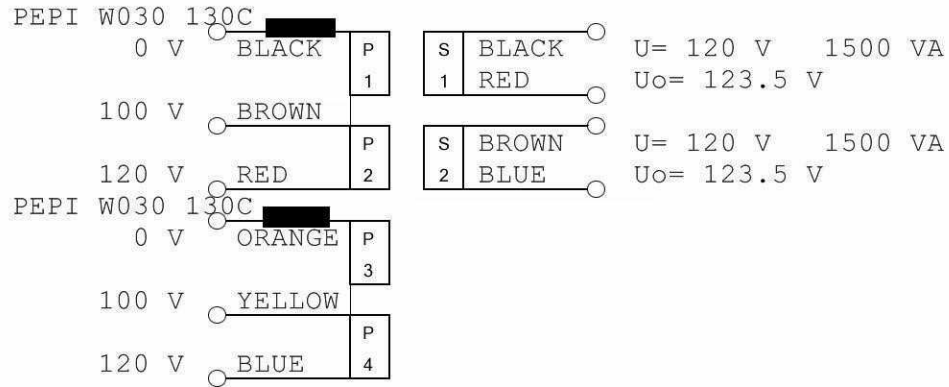 PEPI W030 130C
0 V BLACK P S BLACK U= 120 V 1500 VA
1 1 RED Uo= 123.5 V
100 V BROWN
P S BROWN U= 120 V 1500 VA
120 V RED 2 2 BLUE Uo= 123.5 V
PEPI W030 130C
0 V ORANGE P
3
100 V YELLOW
P
120 V BLUE 4